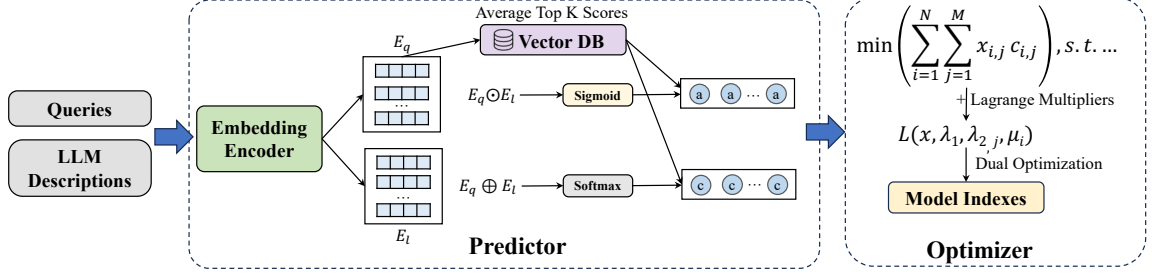 Queries
LLM
Descriptions
Embedding
Encoder
E_q
...
...
E_l
Average Top K Scores
Vector DB
E_q⊙E_l
Sigmoid
E_q ⊕ E_l
Softmax
a a ··· a
c c ··· c
Predictor
min(∑_{i=1}^{N} ∑_{j=1}^{M} x_{i,j} c_{i,j}), s.t. ...
+ Lagrange Multipliers
L(x, λ_1, λ_{2,j}, μ_i)
Dual Optimization
Model Indexes
Optimizer